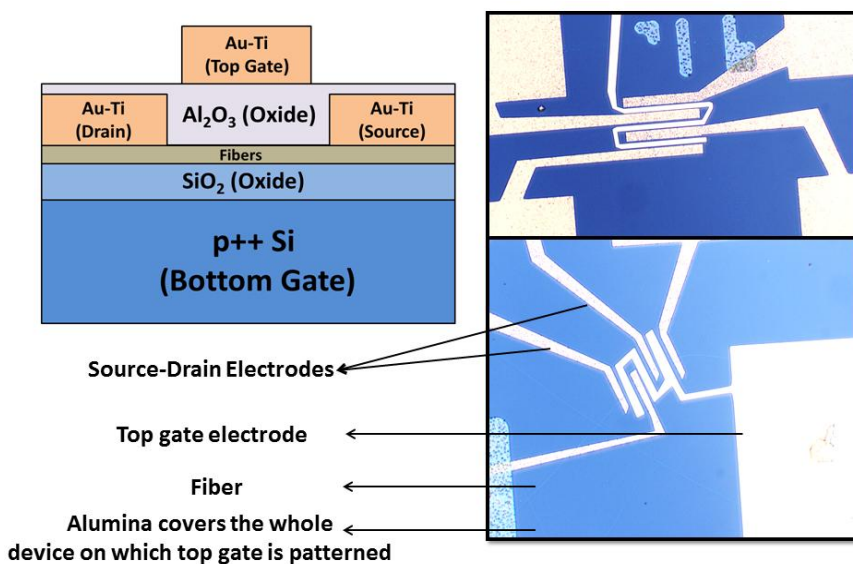 Au-Ti
(Top Gate)
Au-Ti
(Drain)
Al₂O₃ (Oxide)
Au-Ti
(Source)
Fibers
SiO₂ (Oxide)
p++ Si
(Bottom Gate)
Source-Drain Electrodes
Top gate electrode
Fiber
Alumina covers the whole
device on which top gate is patterned